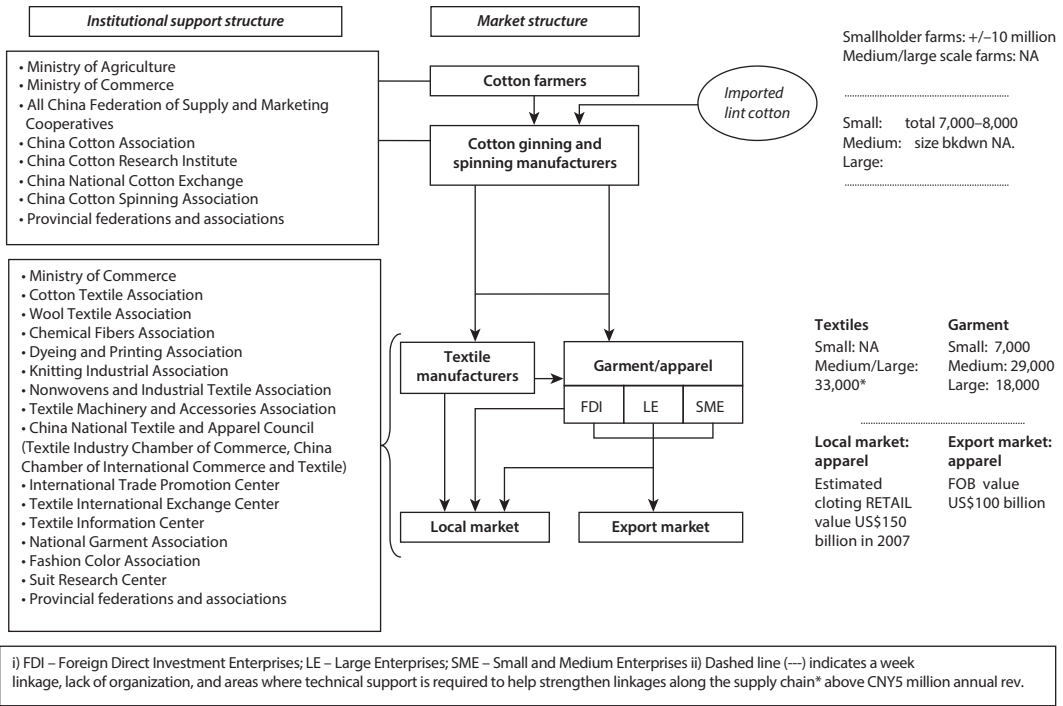 Institutional support structure
Market structure
• Ministry of Agriculture
• Ministry of Commerce
• All China Federation of Supply and Marketing
Cooperatives
• China Cotton Association
• China Cotton Research Institute
• China National Cotton Exchange
• China Cotton Spinning Association
• Provincial federations and associations
Cotton farmers
Imported
lint cotton
Cotton ginning and
spinning manufacturers
Smallholder farms: +/–10 million
Medium/large scale farms: NA
Small: total 7,000–8,000
Medium: size bkdwn NA.
Large:
• Ministry of Commerce
• Cotton Textile Association
• Wool Textile Association
• Chemical Fibers Association
• Dyeing and Printing Association
• Knitting Industrial Association
• Nonwovens and Industrial Textile Association
• Textile Machinery and Accessories Association
• China National Textile and Apparel Council
(Textile Industry Chamber of Commerce, China
Chamber of International Commerce and Textile)
• International Trade Promotion Center
• Textile International Exchange Center
• Textile Information Center
• National Garment Association
• Fashion Color Association
• Suit Research Center
• Provincial federations and associations
Textile
manufacturers
Garment/apparel
FDI
LE
SME
Local market
Export market
Textiles
Small: NA
Medium/Large:
33,000*
Garment
Small: 7,000
Medium: 29,000
Large: 18,000
Local market:
apparel
Estimated
cloting RETAIL
value US$150
billion in 2007
Export market:
apparel
FOB value
US$100 billion
i) FDI – Foreign Direct Investment Enterprises; LE – Large Enterprises; SME – Small and Medium Enterprises ii) Dashed line (---) indicates a week
linkage, lack of organization, and areas where technical support is required to help strengthen linkages along the supply chain* above CNY5 million annual rev.